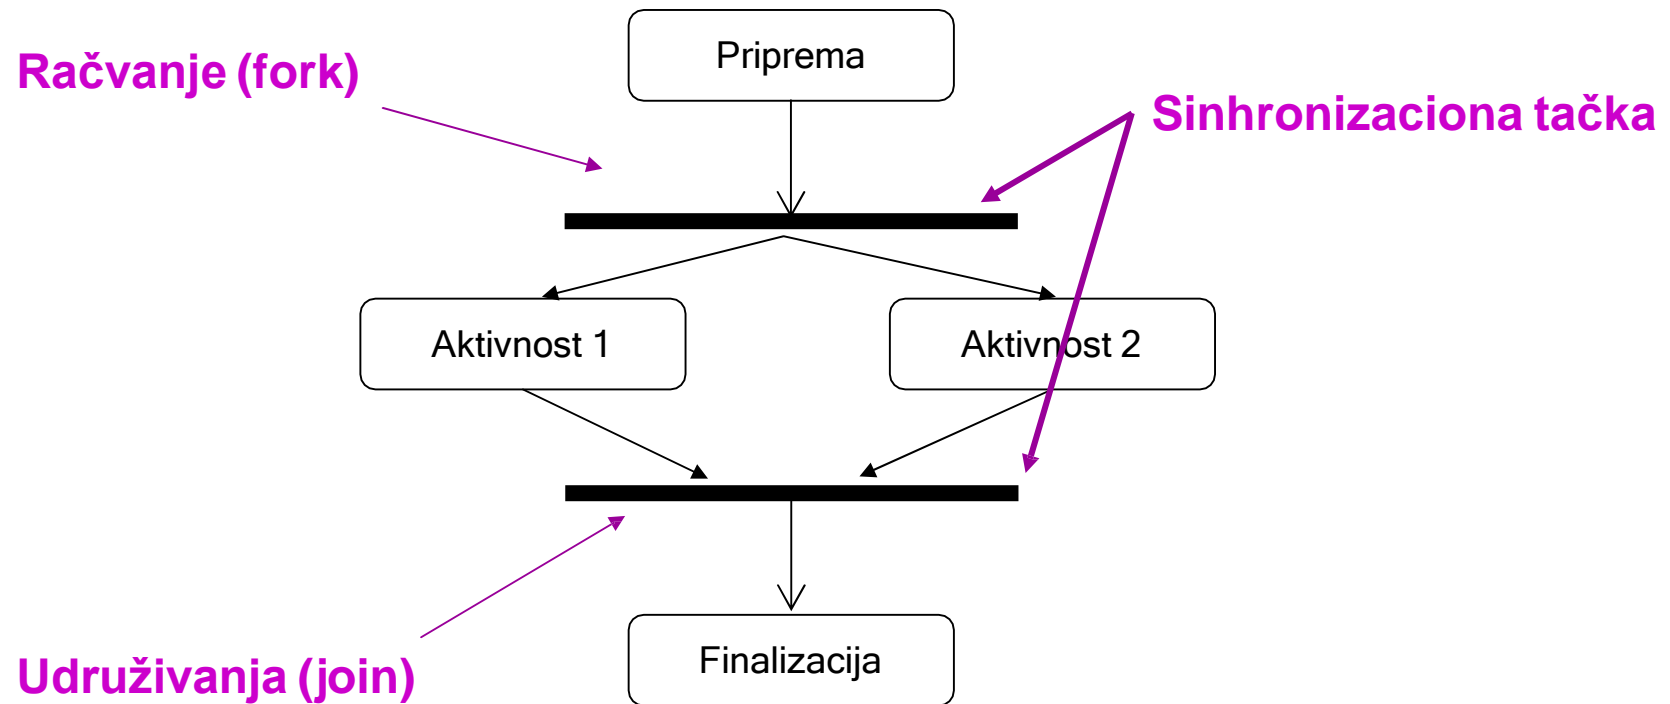 Priprema
Račvanje (fork)
Sinhronizaciona tačka
Aktivnost 1
Aktivnost 2
Finalizacija
Udruživanja (join)